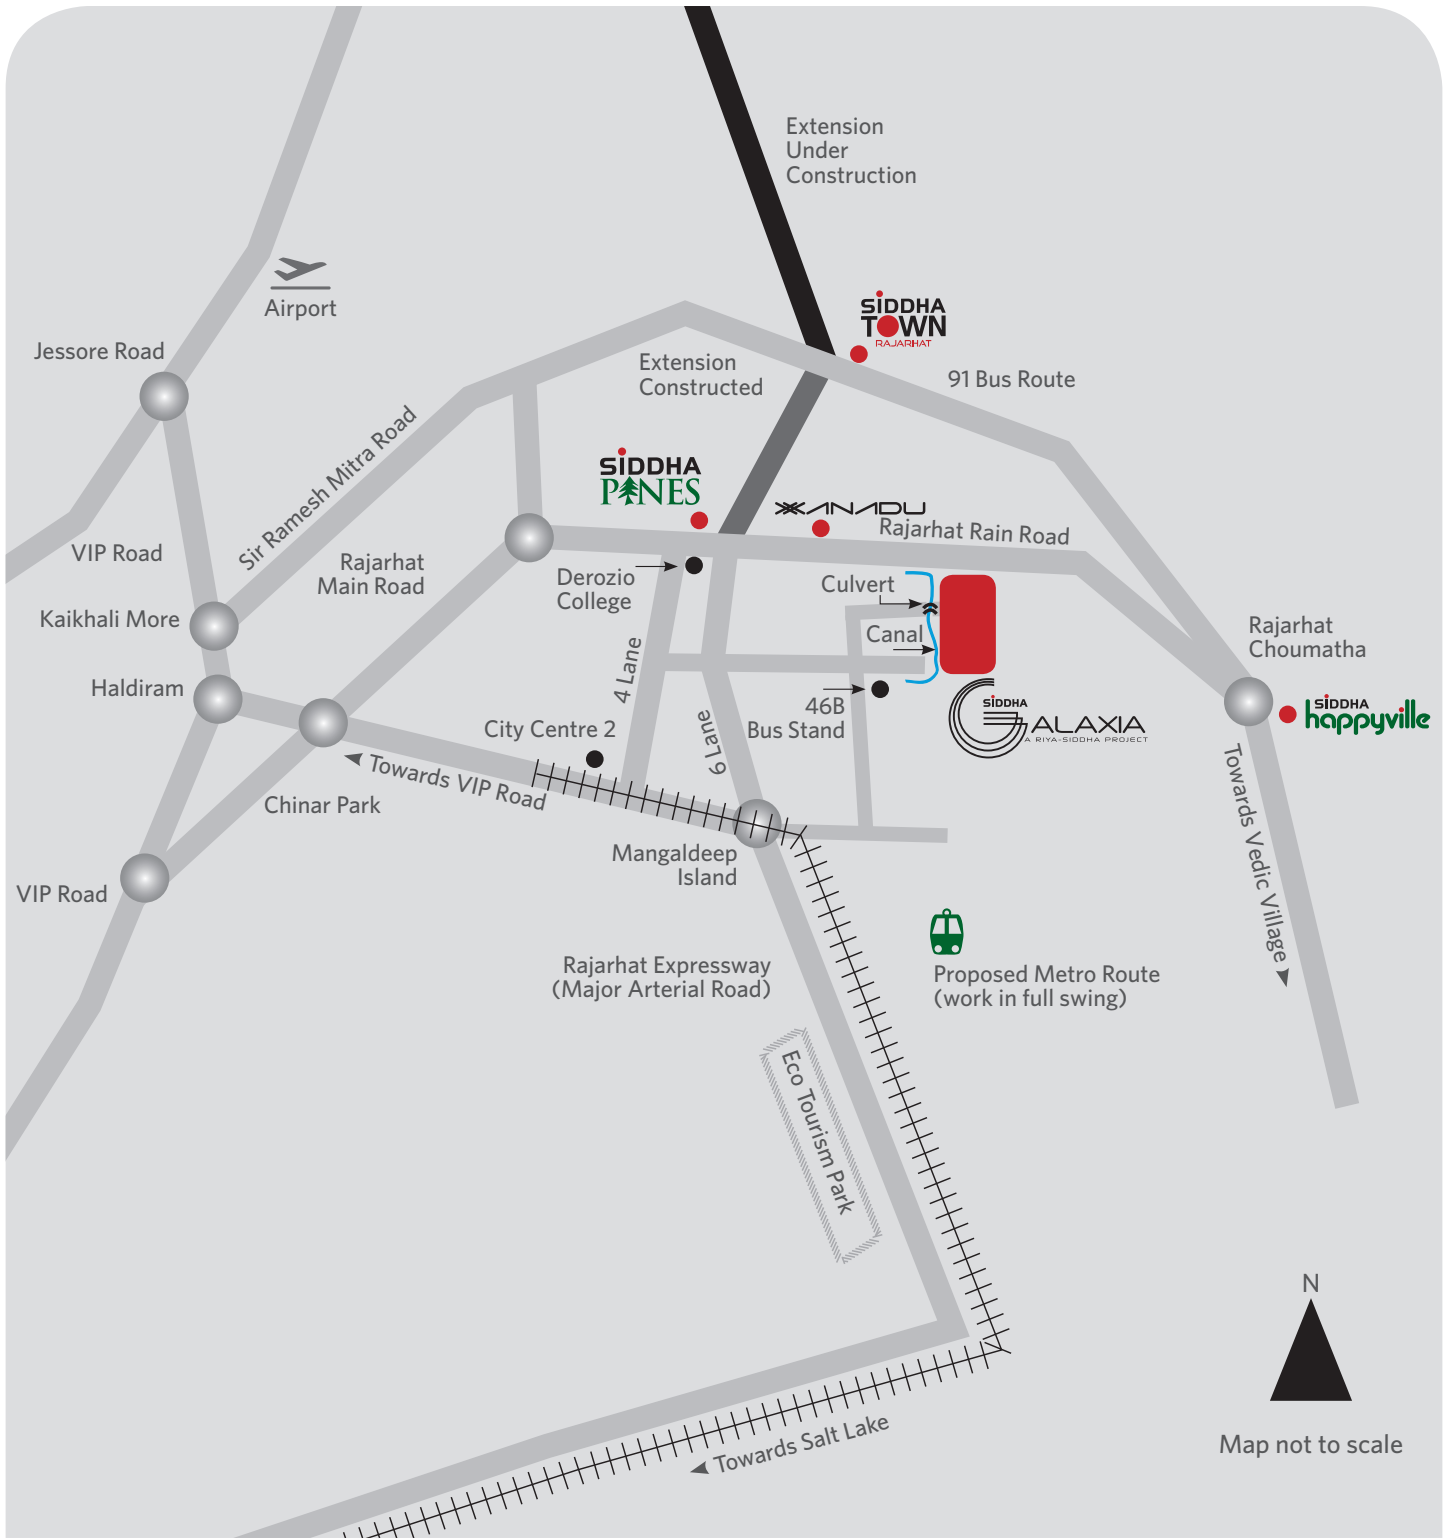 Extension
Under
Construction
Airport
SIDDHA
TOWN
RAJARHAT
Jessore Road
Extension
Constructed
91 Bus Route
Sir Ramesh Mitra Road
SIDDHA
PINES
XANADU
Rajarhat Rain Road
VIP Road
Rajarhat
Main Road
Derozio
College
Culvert
Kaikhali More
Canal
Rajarhat
Choumatha
4 Lane
Haldiram
SIDDHA
GALAXIA
A RIYA-SIDDHA PROJECT
SIDDHA
happyville
46B
Bus Stand
City Centre 2
6 Lane
Towards VIP Road
Chinar Park
Towards Vedic Village
Mangaldeep
Island
VIP Road
Rajarhat Expressway
(Major Arterial Road)
Proposed Metro Route
(work in full swing)
Eco Tourism Park
N
Towards Salt Lake
Map not to scale